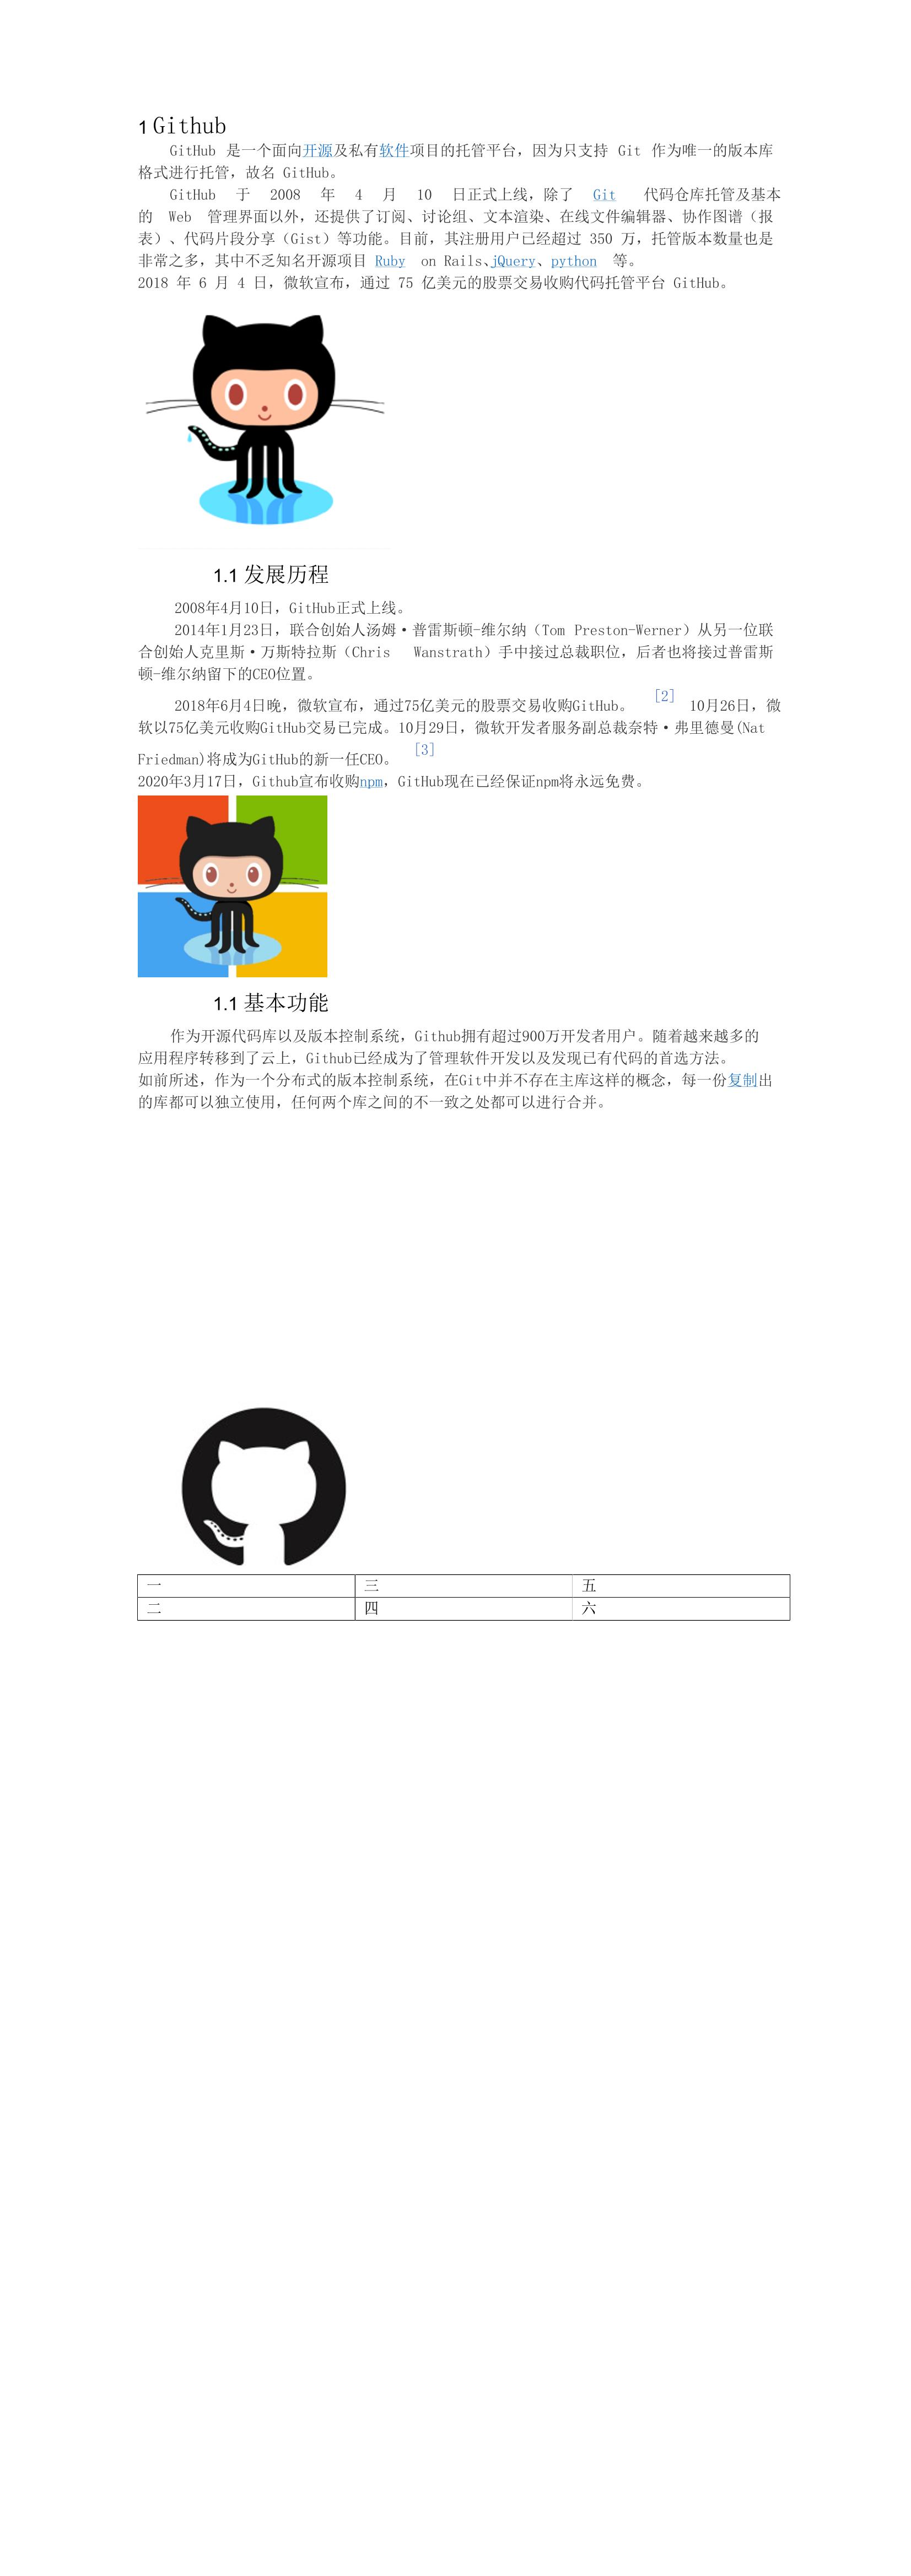 1 Github
GitHub 是一个面向开源及私有软件项目的托管平台，因为只支持 Git 作为唯一的版本库
格式进行托管，故名 GitHub。
GitHub 于 2008 年 4 月 10 日正式上线，除了 Git 代码仓库托管及基本
的 Web 管理界面以外，还提供了订阅、讨论组、文本渲染、在线文件编辑器、协作图谱（报
表）、代码片段分享（Gist）等功能。目前，其注册用户已经超过 350 万，托管版本数量也是
非常之多，其中不乏知名开源项目 Ruby on Rails、jQuery、python 等。
2018 年 6 月 4 日，微软宣布，通过 75 亿美元的股票交易收购代码托管平台 GitHub。
1.1 发展历程
2008年4月10日，GitHub正式上线。
2014年1月23日，联合创始人汤姆·普雷斯顿-维尔纳（Tom Preston-Werner）从另一位联
合创始人克里斯·万斯特拉斯（Chris Wanstrath）手中接过总裁职位，后者也将接过普雷斯
顿-维尔纳留下的CEO位置。
2018年6月4日晚，微软宣布，通过75亿美元的股票交易收购GitHub。 [2] 10月26日，微
软以75亿美元收购GitHub交易已完成。10月29日，微软开发者服务副总裁奈特·弗里德曼(Nat
Friedman)将成为GitHub的新一任CEO。 [3]
2020年3月17日，Github宣布收购npm，GitHub现在已经保证npm将永远免费。
1.1 基本功能
作为开源代码库以及版本控制系统，Github拥有超过900万开发者用户。随着越来越多的
应用程序转移到了云上，Github已经成为了管理软件开发以及发现已有代码的首选方法。
如前所述，作为一个分布式的版本控制系统，在Git中并不存在主库这样的概念，每一份复制出
的库都可以独立使用，任何两个库之间的不一致之处都可以进行合并。
一 三 五
二 四 六